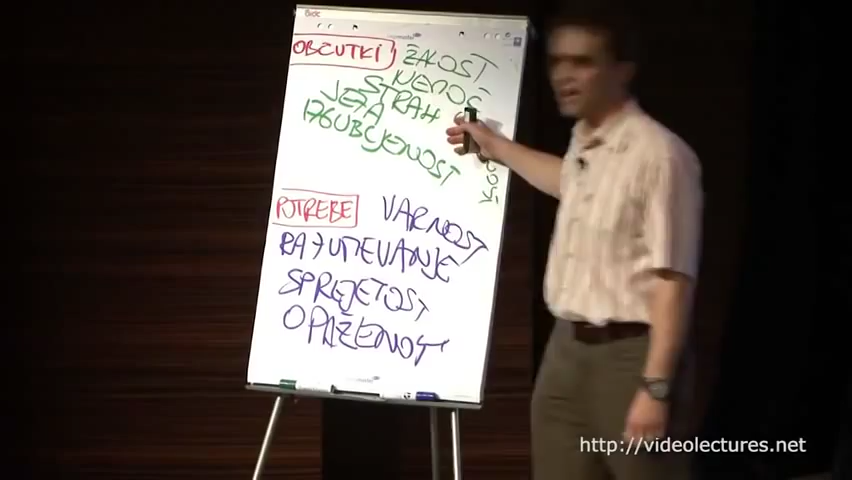 OBČUTKI
ŽALOST
NEMOČ
STRAH
JEZA
IZGUBLJENOST
POTREBE
VARNOST
RAZUMEVANJE
SPREJETOST
OPAŽENOST
http://videolectures.net